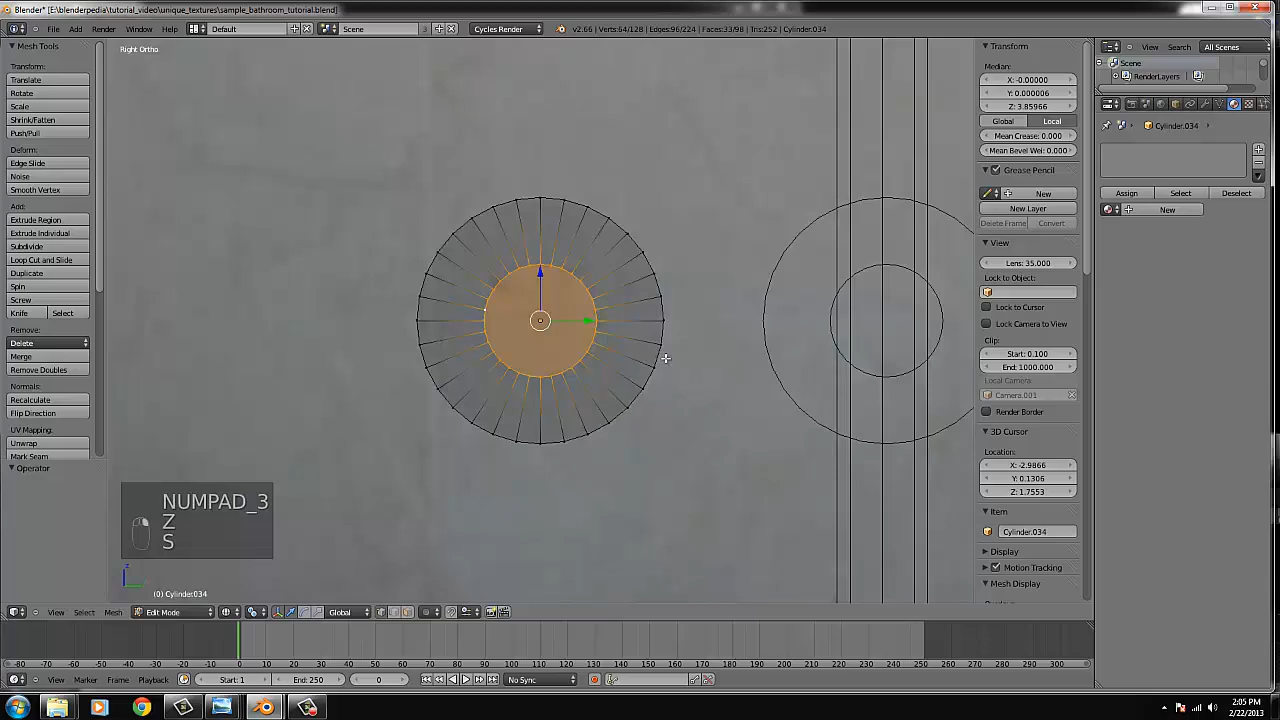 Blender* [E:\blenderpedia\tutorial_video\unique_textures\sample_bathroom_tutorial.blend]
File Add Render Window Help Default Scene 3 Cycles Render v2.66 | Verts:64/128 | Edges:96/224 | Faces:33/98 | Tris:252 | Cylinder.034
Mesh Tools
Transform:
Translate
Rotate
Scale
Shrink/Fatten
Push/Pull
Deform:
Edge Slide
Noise
Smooth Vertex
Add:
Extrude Region
Extrude Individual
Subdivide
Loop Cut and Slide
Duplicate
Spin
Screw
Knife Select
Remove:
Delete
Merge
Remove Doubles
Normals:
Recalculate
Flip Direction
UV Mapping:
Unwrap
Mark Seam
Operator
Right Ortho
NUMPAD_3
Z
S
z
(0) Cylinder.034
Transform
Median:
X: -0.00000
Y: 0.000006
Z: 3.85966
Global Local
Mean Crease: 0.000
Mean Bevel Wei: 0.000
Grease Pencil
New
New Layer
Delete Frame Convert
View
Lens: 35.000
Lock to Object:
Lock to Cursor
Lock Camera to View
Clip:
Start: 0.100
End: 1000.000
Local Camera:
Camera.001
Render Border
3D Cursor
Location:
X: -2.9866
Y: 0.1306
Z: 1.7553
Item
Cylinder.034
Display
Motion Tracking
Mesh Display
View Search All Scenes
Scene
RenderLayers
Cylinder.034
Assign Select Deselect
New
View Select Mesh Edit Mode Global
-80 -70 -60 -50 -40 -30 -20 -10 0 10 20 30 40 50 60 70 80 90 100 110 120 130 140 150 160 170 180 190 200 210 220 230 240 250 260 270 280 290 300
View Marker Frame Playback Start: 1 End: 250 0 No Sync
2:05 PM
2/22/2013